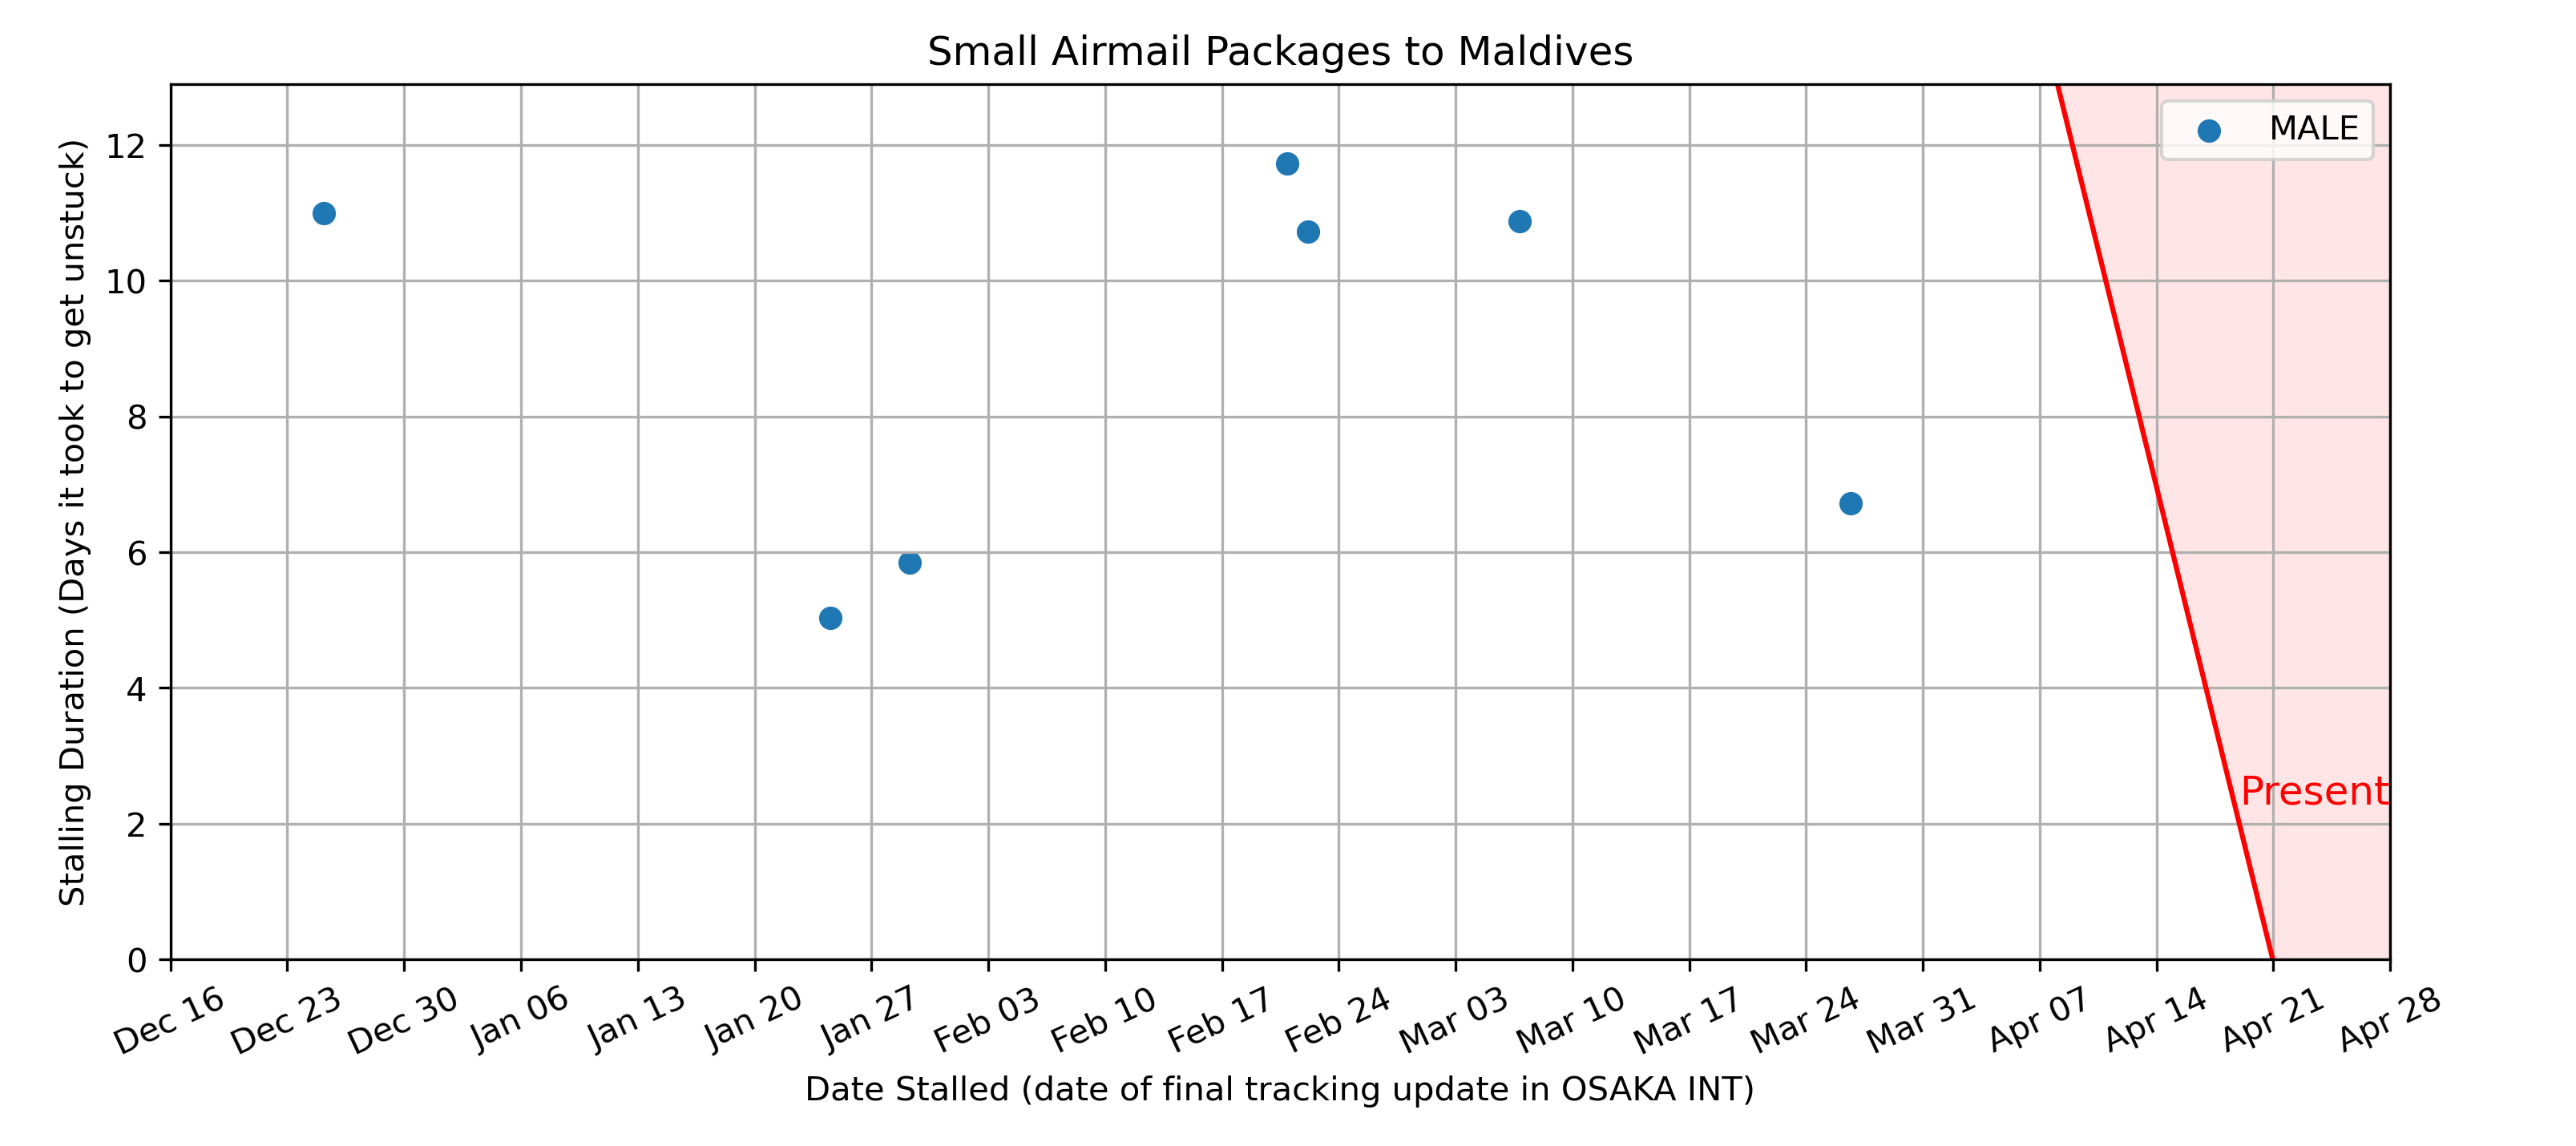 Small Airmail Packages to Maldives
MALE
Stalling Duration (Days it took to get unstuck)
12
10
8
6
4
2
0
Present
Dec 16
Dec 23
Dec 30
Jan 06
Jan 13
Jan 20
Jan 27
Feb 03
Feb 10
Feb 17
Feb 24
Mar 03
Mar 10
Mar 17
Mar 24
Mar 31
Apr 07
Apr 14
Apr 21
Apr 28
Date Stalled (date of final tracking update in OSAKA INT)